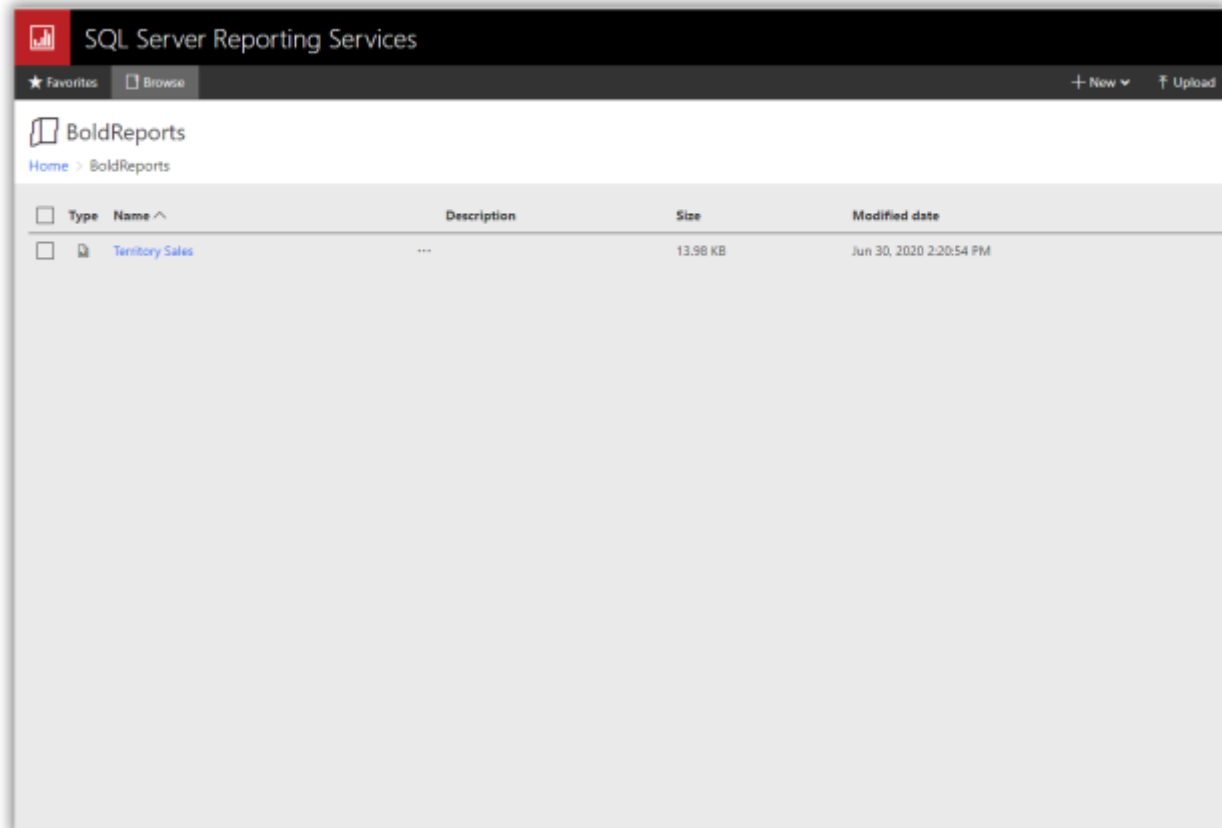 SQL Server Reporting Services
Favorites Browse + New Upload
BoldReports
Home > BoldReports
Type Name Description Size Modified date
Territory Sales ... 13.98 KB Jun 30, 2020 2:20:54 PM